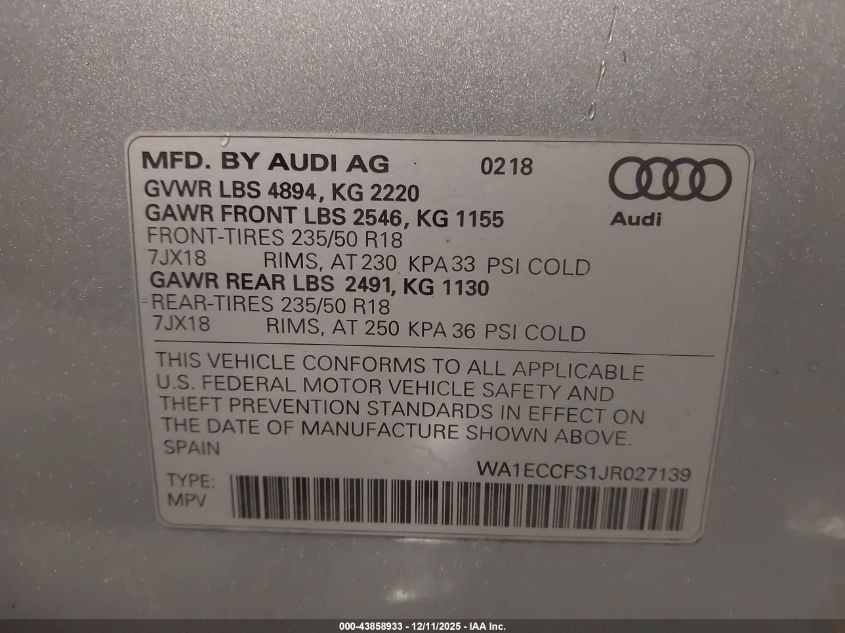 MFD. BY AUDI AG 0218
GVWR LBS 4894, KG 2220
GAWR FRONT LBS 2546, KG 1155
Audi
FRONT-TIRES 235/50 R18
7JX18 RIMS, AT 230 KPA 33 PSI COLD
GAWR REAR LBS 2491, KG 1130
REAR-TIRES 235/50 R18
7JX18 RIMS, AT 250 KPA 36 PSI COLD
THIS VEHICLE CONFORMS TO ALL APPLICABLE
U.S. FEDERAL MOTOR VEHICLE SAFETY AND
THEFT PREVENTION STANDARDS IN EFFECT ON
THE DATE OF MANUFACTURE SHOWN ABOVE.
SPAIN
WA1ECCFS1JR027139
TYPE:
MPV
000-43858933 - 12/11/2025 - IAA Inc.